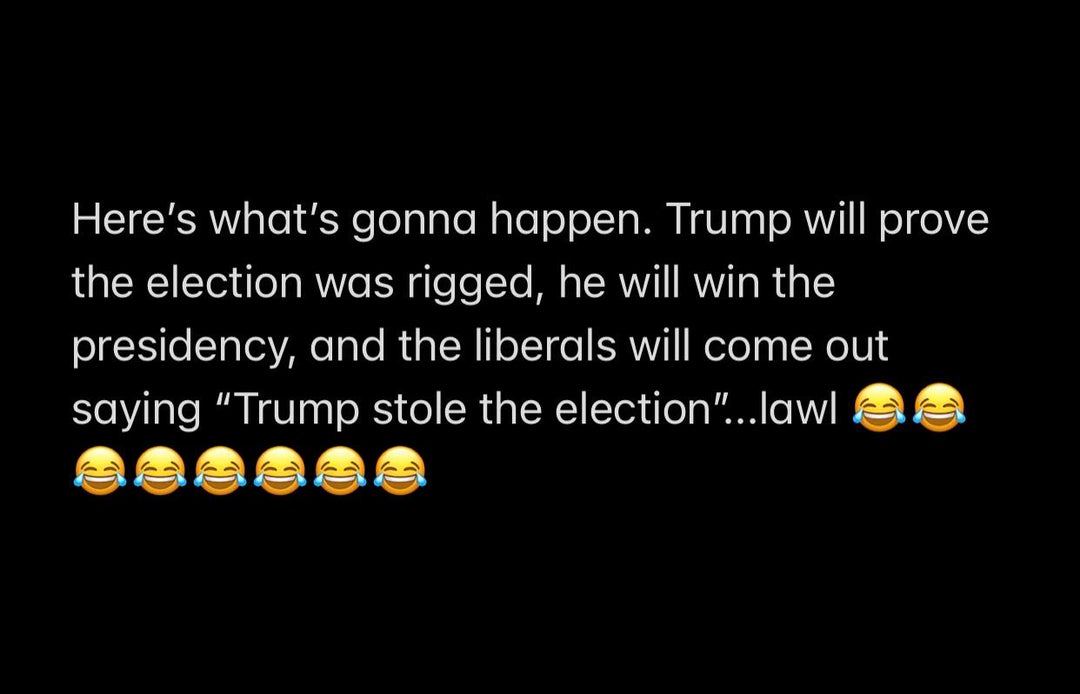 Here’s what’s gonna happen. Trump will prove
the election was rigged, he will win the
presidency, and the liberals will come out
saying “Trump stole the election”...lawl 😂😂
😂😂😂😂😂😂